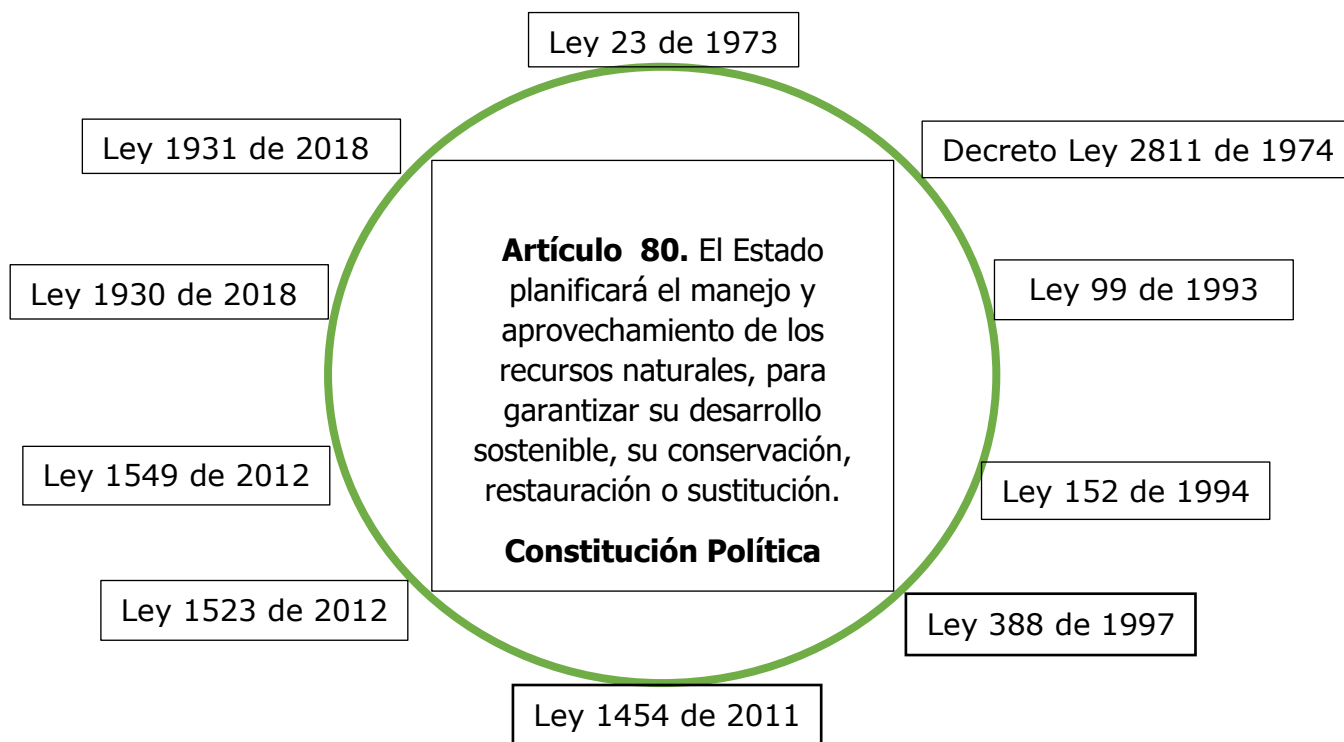 Ley 23 de 1973
Ley 1931 de 2018
Decreto Ley 2811 de 1974
Artículo 80. El Estado
planificará el manejo y
aprovechamiento de los
recursos naturales, para
garantizar su desarrollo
sostenible, su conservación,
restauración o sustitución.
Constitución Política
Ley 1930 de 2018
Ley 99 de 1993
Ley 1549 de 2012
Ley 152 de 1994
Ley 1523 de 2012
Ley 388 de 1997
Ley 1454 de 2011